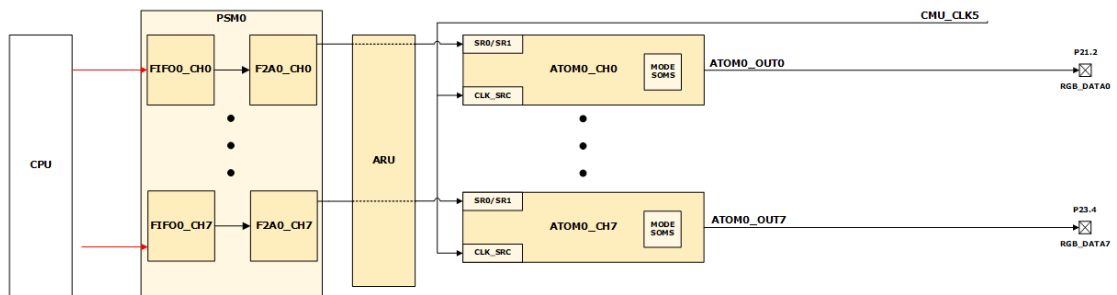 PSM0
CMU_CLK5
CPU
FIFO0_CH0
F2A0_CH0
ARU
SR0/SR1
ATOM0_CH0
MODE
SOMS
CLK_SRC
ATOM0_OUT0
P21.2
RGB_DATA0
FIFO0_CH7
F2A0_CH7
SR0/SR1
ATOM0_CH7
MODE
SOMS
CLK_SRC
ATOM0_OUT7
P23.4
RGB_DATA7